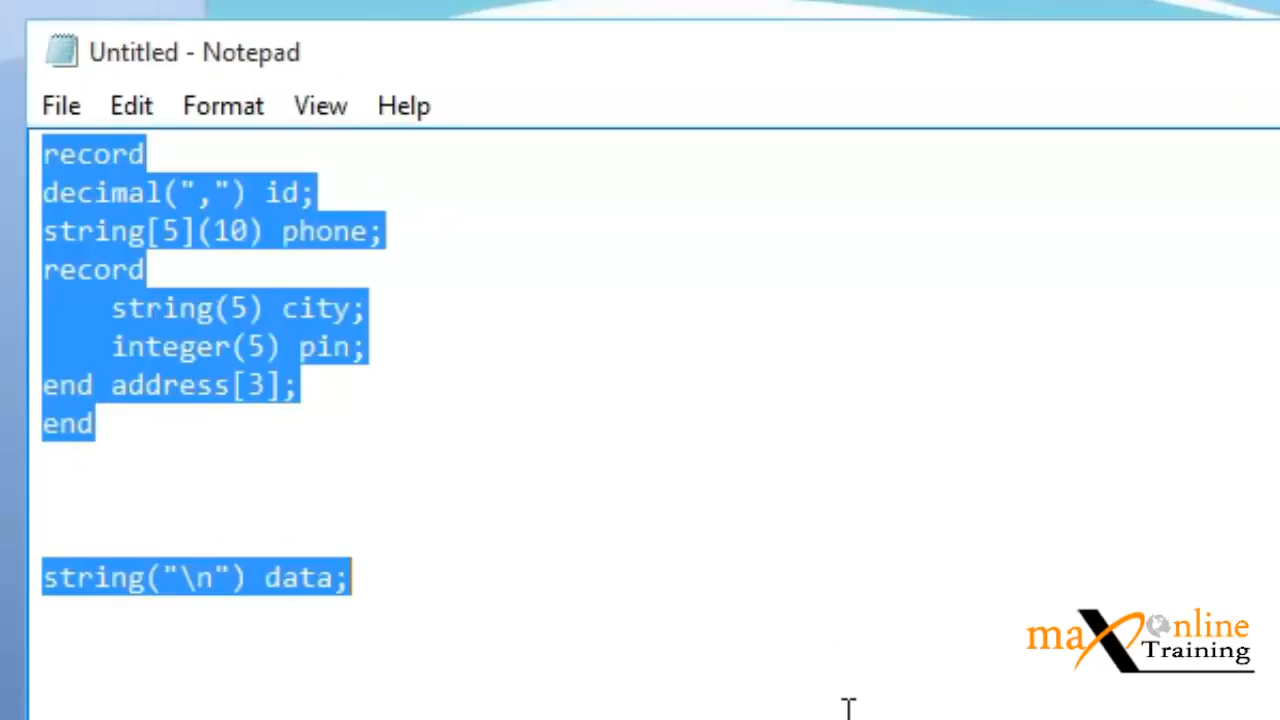 Untitled - Notepad
File Edit Format View Help
record
decimal(",") id;
string[5](10) phone;
record
string(5) city;
integer(5) pin;
end address[3];
end
string("\n") data;
maX Online
Training